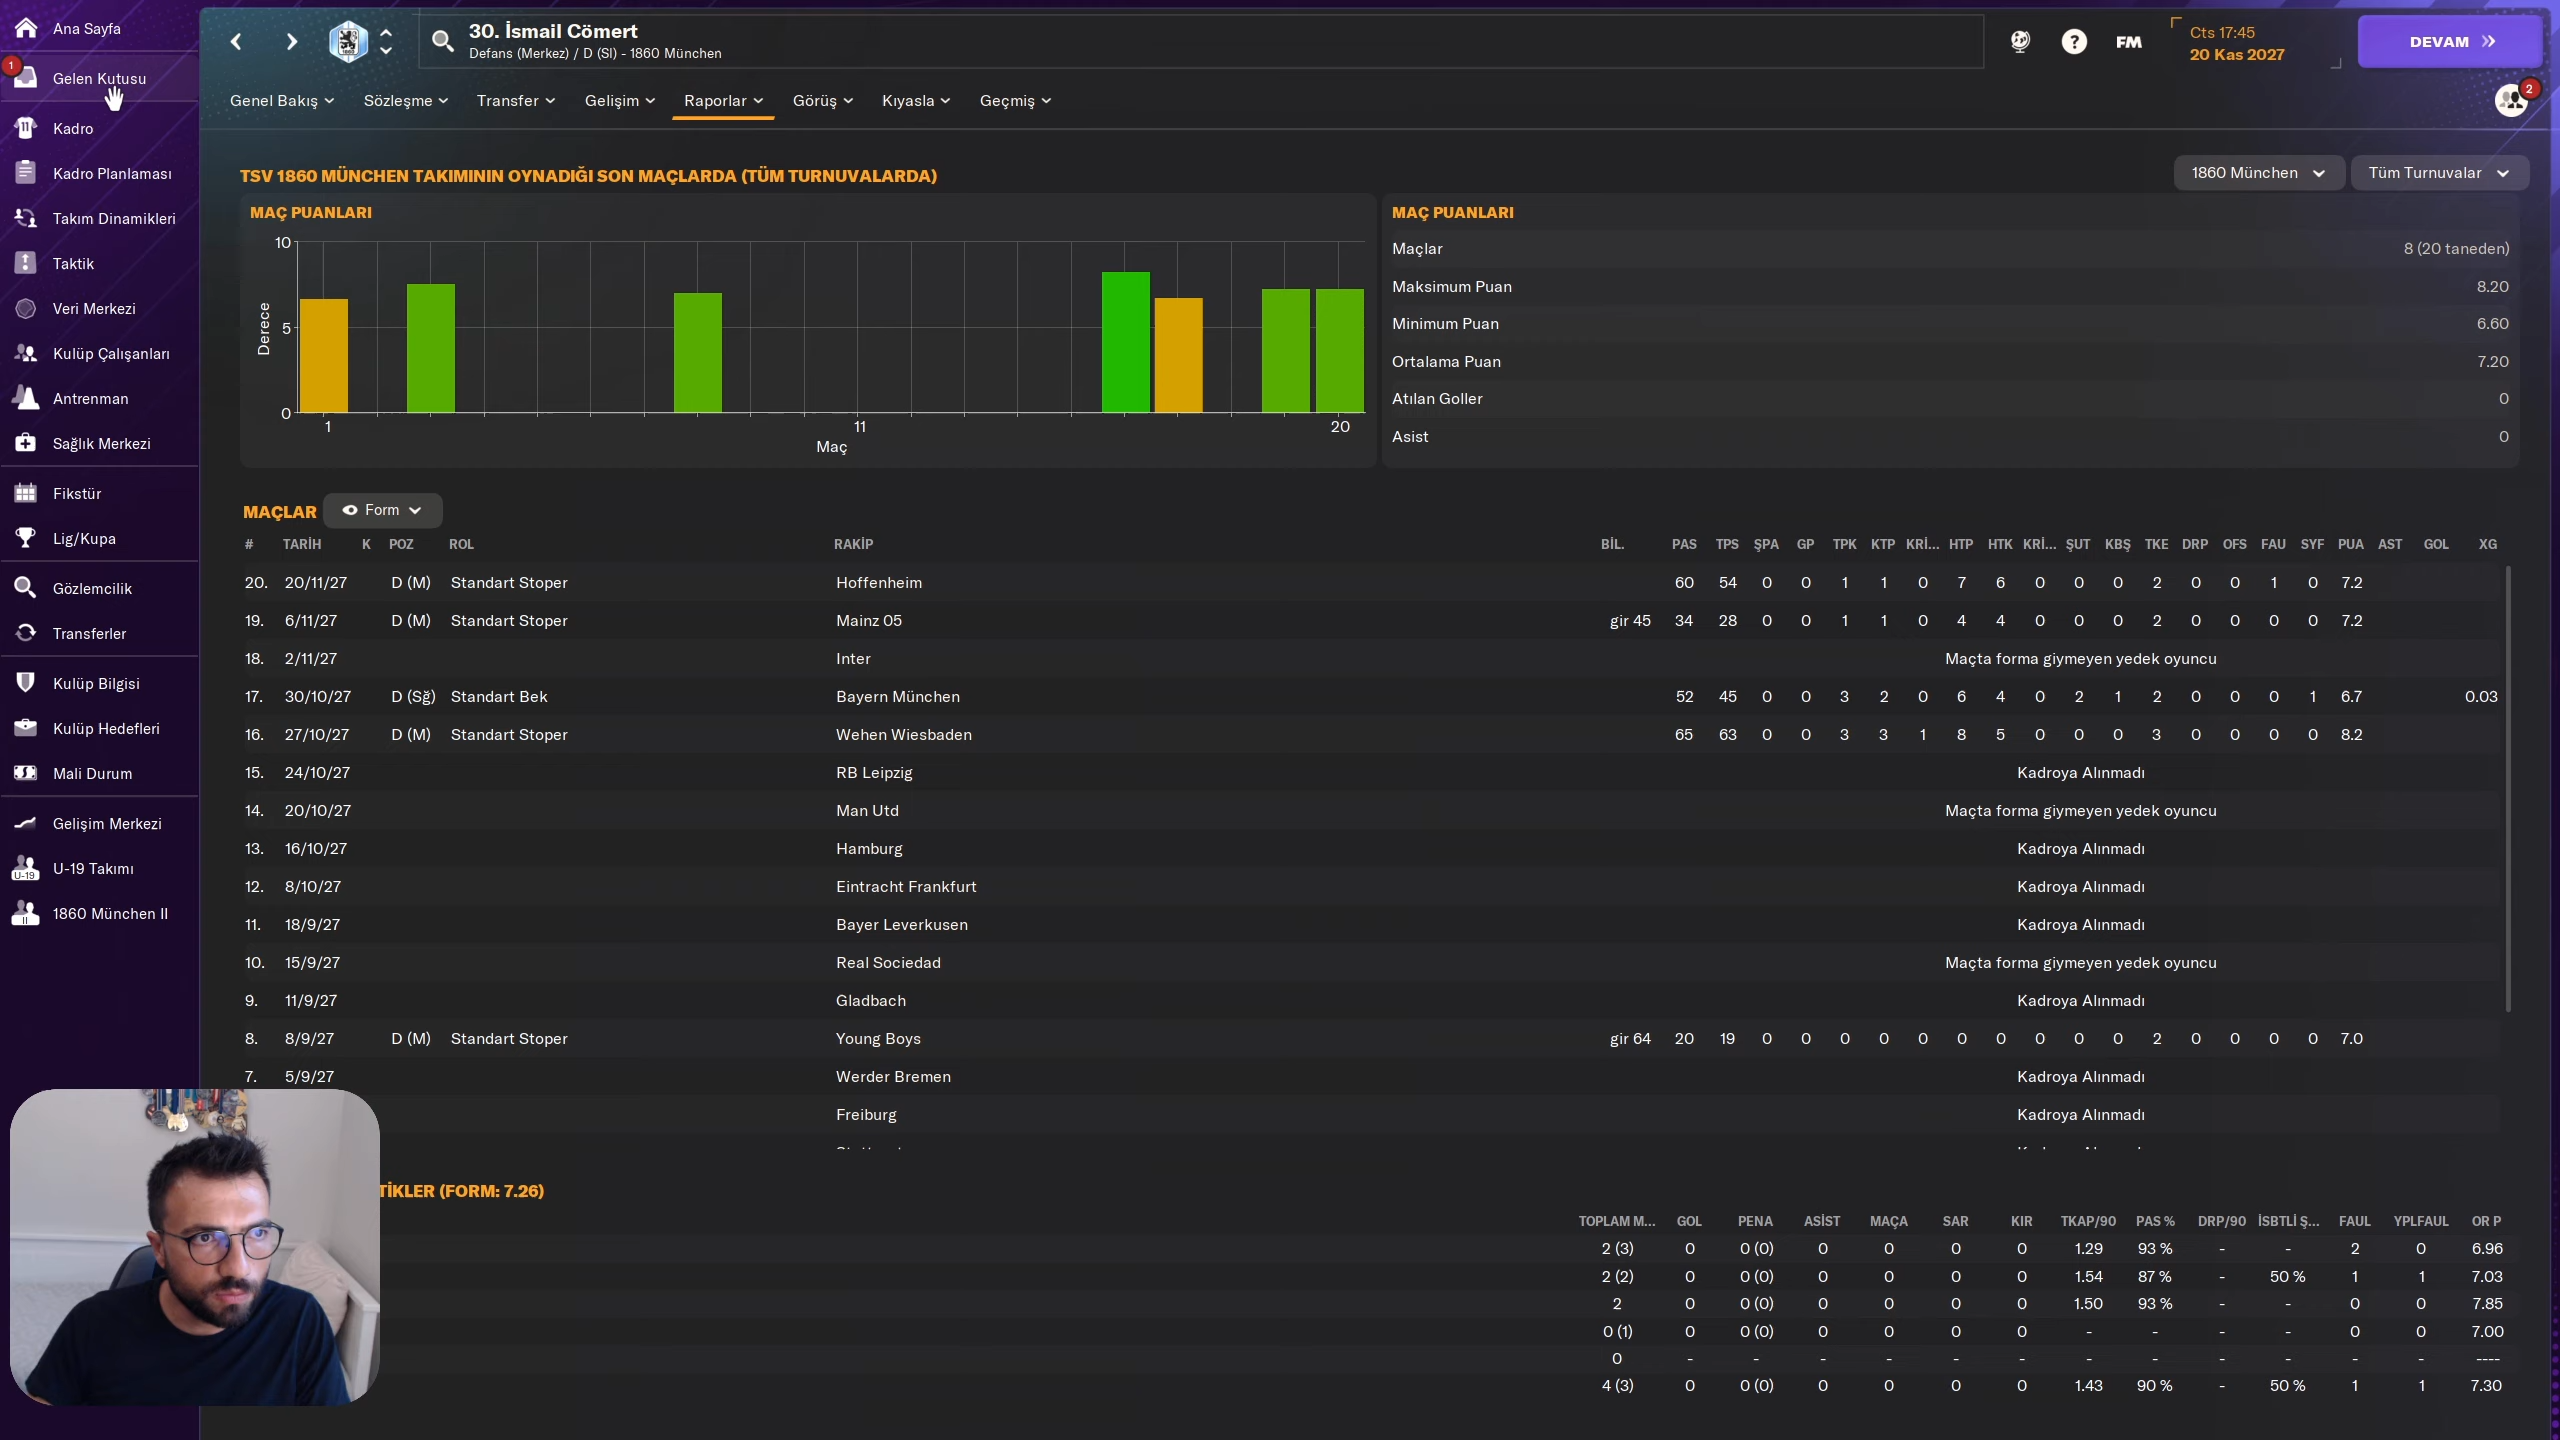 Ana Sayfa
1
Gelen Kutusu
11
Kadro
Kadro Planlaması
Takım Dinamikleri
Taktik
Veri Merkezi
Kulüp Çalışanları
Antrenman
Sağlık Merkezi
Fikstür
Lig/Kupa
Gözlemcilik
Transferler
Kulüp Bilgisi
Kulüp Hedefleri
Mali Durum
Gelişim Merkezi
U-19 U-19 Takımı
II 1860 München II
30. İsmail Cömert
Defans (Merkez) / D (Sl) - 1860 München
? FM
Cts 17:45
20 Kas 2027
DEVAM
2
Genel Bakış Sözleşme Transfer Gelişim Raporlar Görüş Kıyasla Geçmiş
TSV 1860 MÜNCHEN TAKIMININ OYNADIĞI SON MAÇLARDA (TÜM TURNUVALARDA)
1860 München Tüm Turnuvalar
MAÇ PUANLARI
10
5
0
Derece
1 11 20
Maç
MAÇ PUANLARI
Maçlar 8 (20 taneden)
Maksimum Puan 8.20
Minimum Puan 6.60
Ortalama Puan 7.20
Atılan Goller 0
Asist 0
MAÇLAR Form
# TARİH K POZ ROL RAKİP BİL. PAS TPS ŞPA GP TPK KTP KRİ... HTP HTK KRİ... ŞUT KBŞ TKE DRP OFS FAU SYF PUA AST GOL XG
20. 20/11/27 D (M) Standart Stoper Hoffenheim 60 54 0 0 1 1 0 7 6 0 0 0 2 0 0 1 0 7.2
19. 6/11/27 D (M) Standart Stoper Mainz 05 gir 45 34 28 0 0 1 1 0 4 4 0 0 0 2 0 0 0 0 7.2
18. 2/11/27 Inter Maçta forma giymeyen yedek oyuncu
17. 30/10/27 D (Sğ) Standart Bek Bayern München 52 45 0 0 3 2 0 6 4 0 2 1 2 0 0 0 1 6.7 0.03
16. 27/10/27 D (M) Standart Stoper Wehen Wiesbaden 65 63 0 0 3 3 1 8 5 0 0 0 3 0 0 0 0 8.2
15. 24/10/27 RB Leipzig Kadroya Alınmadı
14. 20/10/27 Man Utd Maçta forma giymeyen yedek oyuncu
13. 16/10/27 Hamburg Kadroya Alınmadı
12. 8/10/27 Eintracht Frankfurt Kadroya Alınmadı
11. 18/9/27 Bayer Leverkusen Kadroya Alınmadı
10. 15/9/27 Real Sociedad Maçta forma giymeyen yedek oyuncu
9. 11/9/27 Gladbach Kadroya Alınmadı
8. 8/9/27 D (M) Standart Stoper Young Boys gir 64 20 19 0 0 0 0 0 0 0 0 0 0 2 0 0 0 0 7.0
7. 5/9/27 Werder Bremen Kadroya Alınmadı
Freiburg Kadroya Alınmadı
TİKLER (FORM: 7.26)
TOPLAM M... GOL PENA ASİST MAÇA SAR KIR TKAP/90 PAS % DRP/90 İSBTLİ Ş... FAUL YPLFAUL OR P
2 (3) 0 0 (0) 0 0 0 0 1.29 93 % - - 2 0 6.96
2 (2) 0 0 (0) 0 0 0 0 1.54 87 % - 50 % 1 1 7.03
2 0 0 (0) 0 0 0 0 1.50 93 % - - 0 0 7.85
0 (1) 0 0 (0) 0 0 0 0 - - - - 0 0 7.00
0 - - - - - - - - - - - - ----
4 (3) 0 0 (0) 0 0 0 0 1.43 90 % - 50 % 1 1 7.30